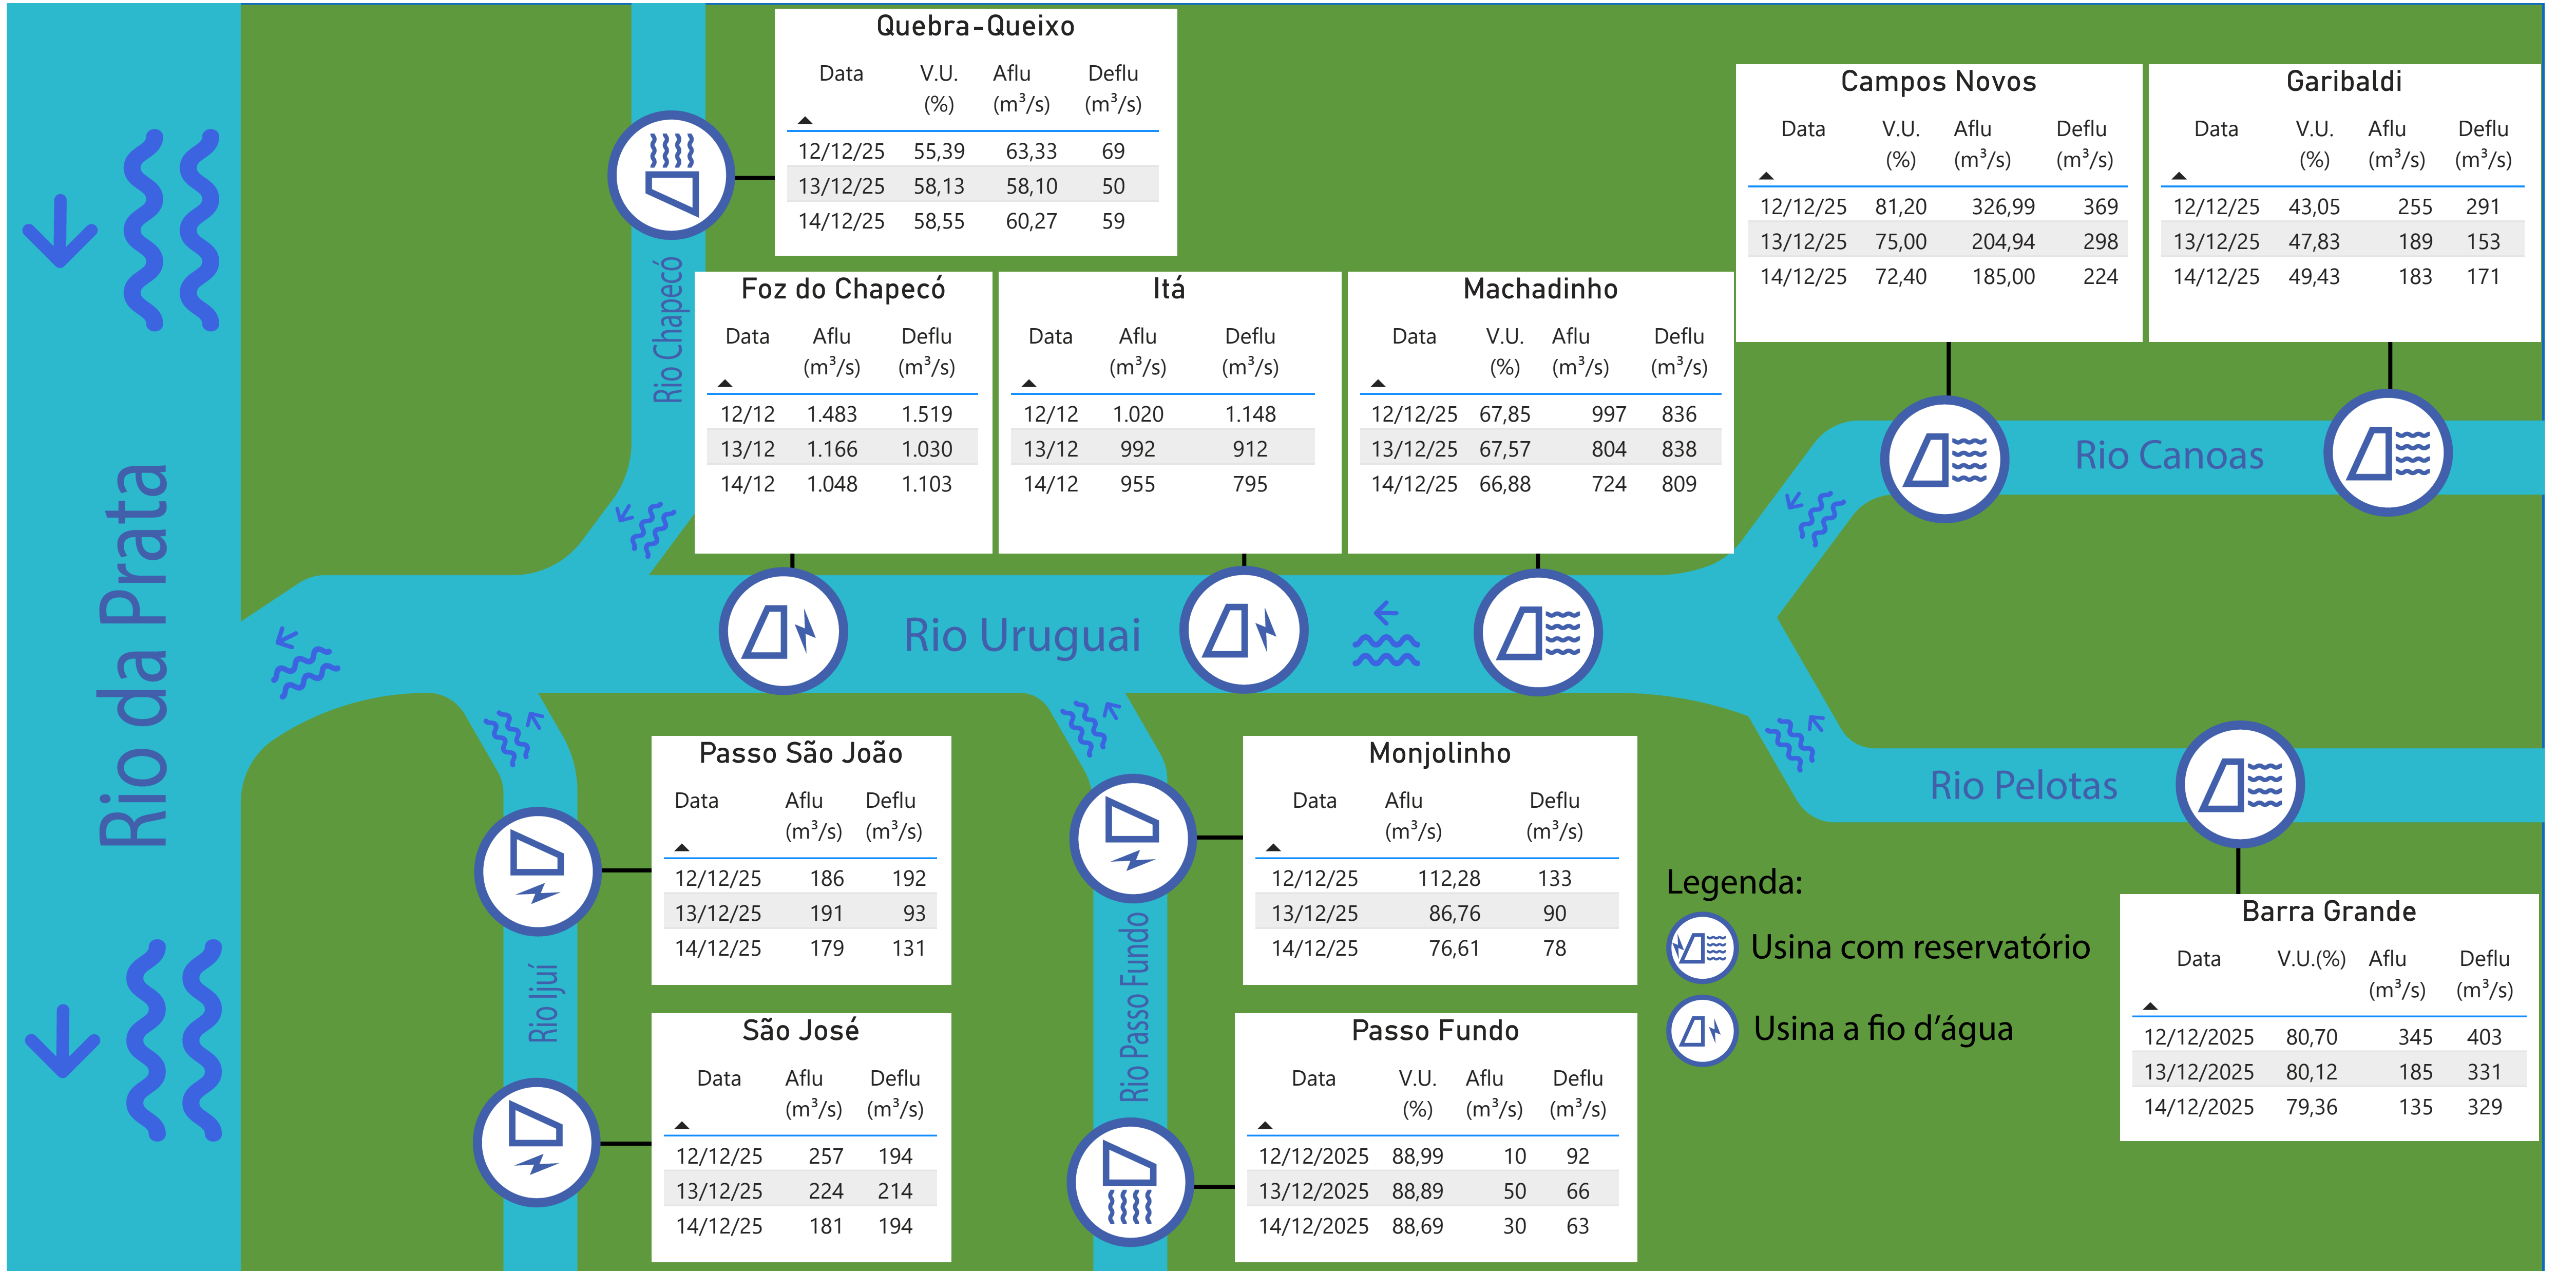 Rio da Prata
Quebra-Queixo
Data V.U. (%) Aflu (m³/s) Deflu (m³/s)
12/12/25 55,39 63,33 69
13/12/25 58,13 58,10 50
14/12/25 58,55 60,27 59
Rio Chapecó
Campos Novos
Data V.U. (%) Aflu (m³/s) Deflu (m³/s)
12/12/25 81,20 326,99 369
13/12/25 75,00 204,94 298
14/12/25 72,40 185,00 224
Garibaldi
Data V.U. (%) Aflu (m³/s) Deflu (m³/s)
12/12/25 43,05 255 291
13/12/25 47,83 189 153
14/12/25 49,43 183 171
Foz do Chapecó
Data Aflu (m³/s) Deflu (m³/s)
12/12 1.483 1.519
13/12 1.166 1.030
14/12 1.048 1.103
Itá
Data Aflu (m³/s) Deflu (m³/s)
12/12 1.020 1.148
13/12 992 912
14/12 955 795
Machadinho
Data V.U. (%) Aflu (m³/s) Deflu (m³/s)
12/12/25 67,85 997 836
13/12/25 67,57 804 838
14/12/25 66,88 724 809
Rio Canoas
Rio Uruguai
Rio Pelotas
Passo São João
Data Aflu (m³/s) Deflu (m³/s)
12/12/25 186 192
13/12/25 191 93
14/12/25 179 131
Rio Ijuí
São José
Data Aflu (m³/s) Deflu (m³/s)
12/12/25 257 194
13/12/25 224 214
14/12/25 181 194
Monjolinho
Data Aflu (m³/s) Deflu (m³/s)
12/12/25 112,28 133
13/12/25 86,76 90
14/12/25 76,61 78
Rio Passo Fundo
Passo Fundo
Data V.U. (%) Aflu (m³/s) Deflu (m³/s)
12/12/2025 88,99 10 92
13/12/2025 88,89 50 66
14/12/2025 88,69 30 63
Legenda:
Usina com reservatório
Usina a fio d’água
Barra Grande
Data V.U.(%) Aflu (m³/s) Deflu (m³/s)
12/12/2025 80,70 345 403
13/12/2025 80,12 185 331
14/12/2025 79,36 135 329